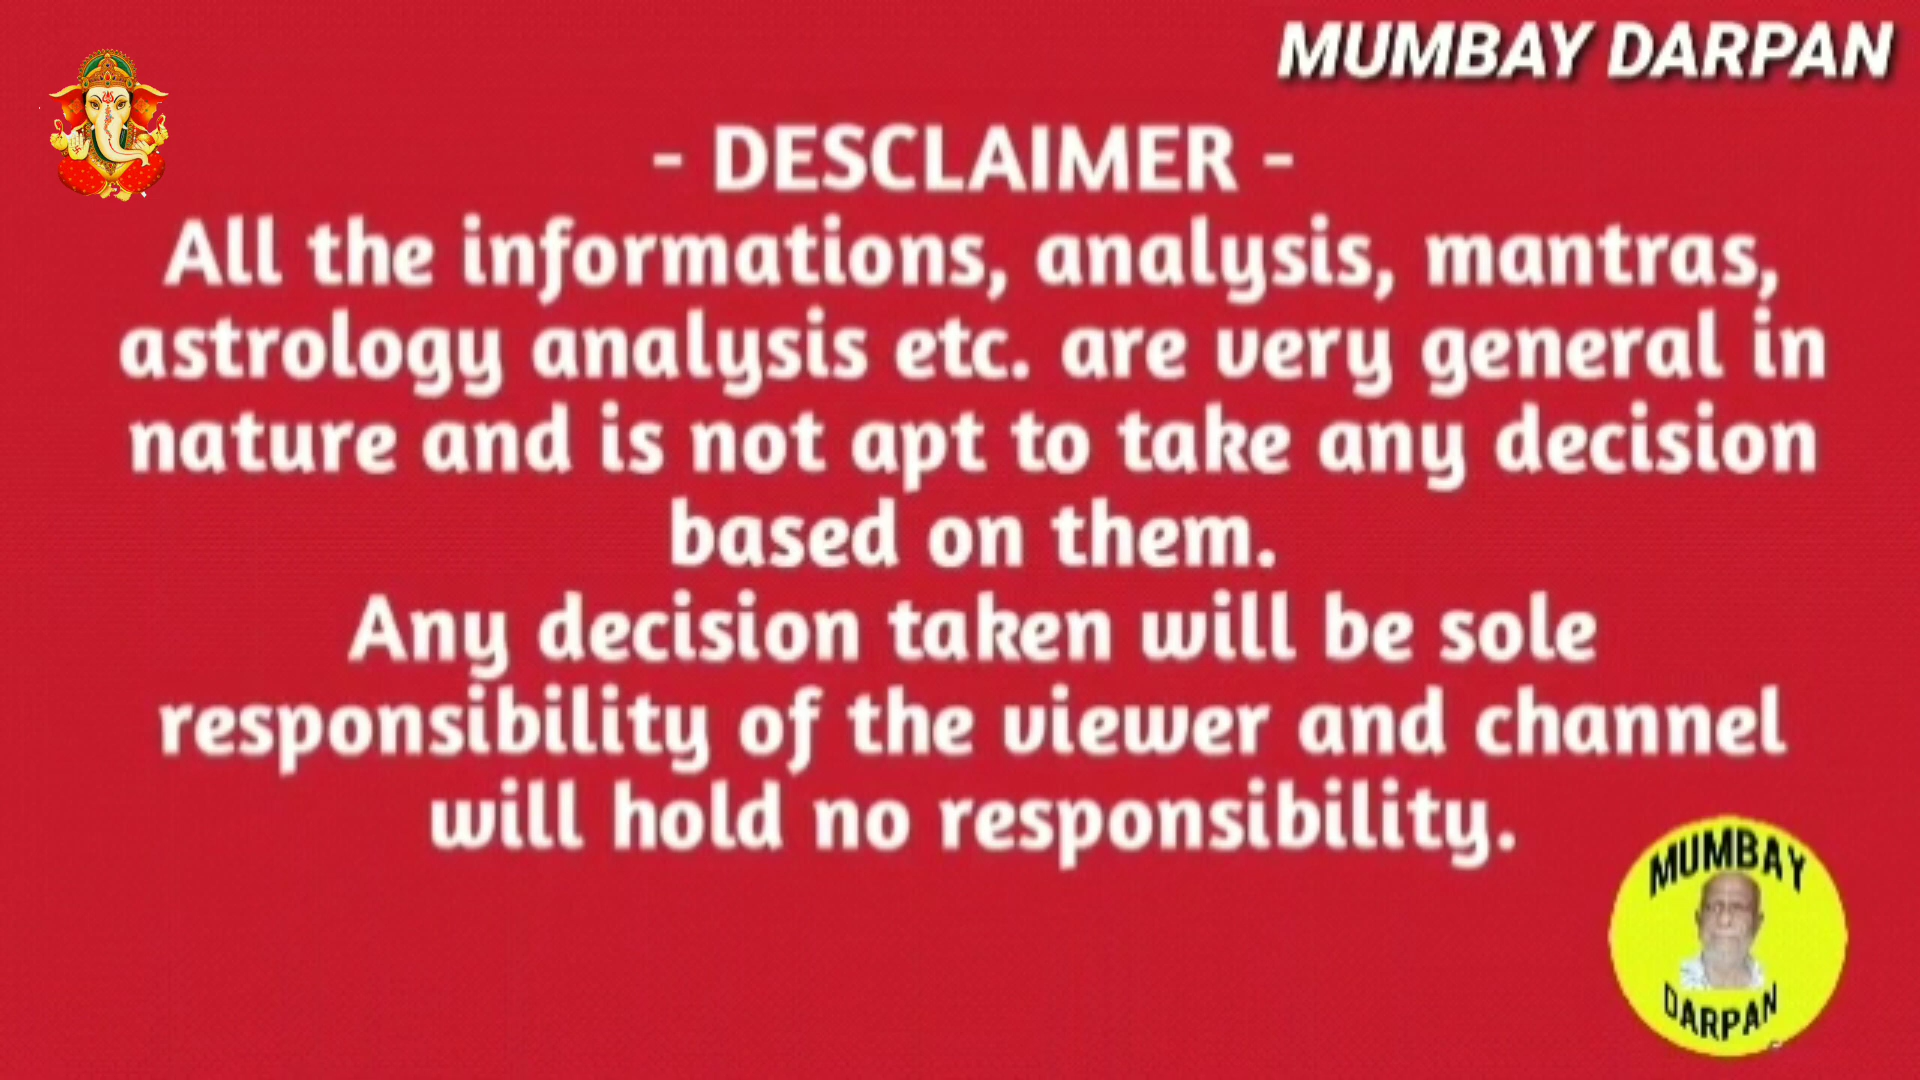 MUMBAY DARPAN
- DESCLAIMER -
All the informations, analysis, mantras,
astrology analysis etc. are very general in
nature and is not apt to take any decision
based on them.
Any decision taken will be sole
responsibility of the viewer and channel
will hold no responsibility.
MUMBAY
DARPAN